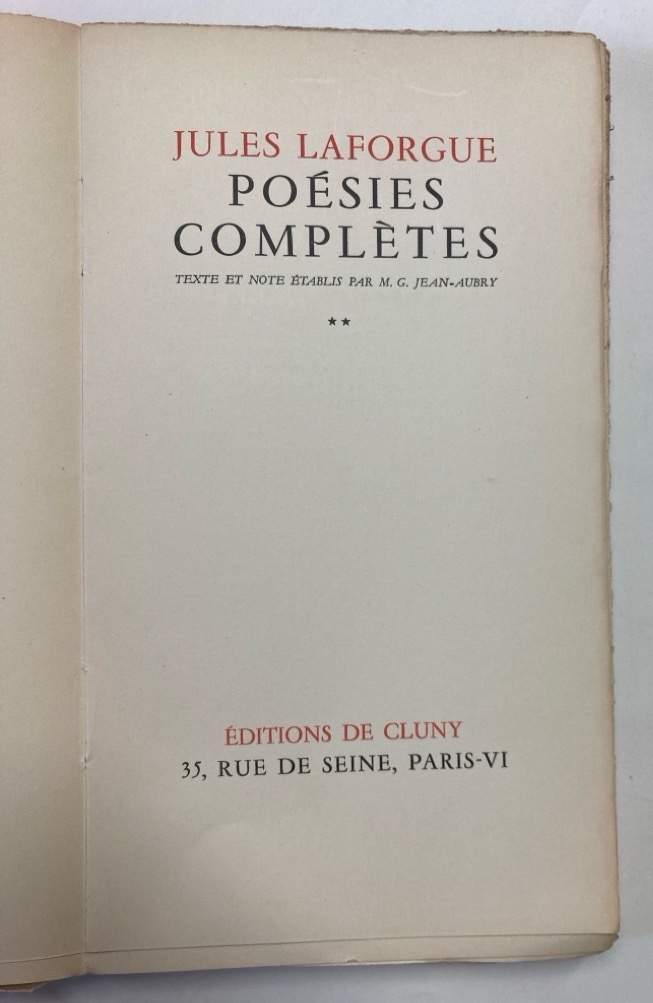 JULES LAFORGUE
POÉSIES
COMPLÈTES
TEXTE ET NOTE ÉTABLIS PAR M. G. JEAN-AUBRY
★★
ÉDITIONS DE CLUNY
35, RUE DE SEINE, PARIS-VI